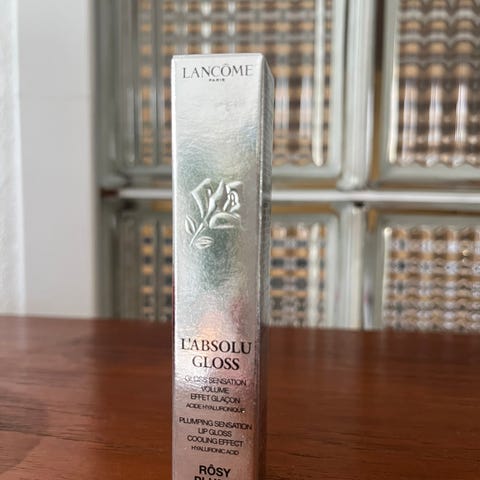 LANCÔME
PARIS
L'ABSOLU
GLOSS
GLOSS SENSATION
VOLUME
EFFET GLAÇON
ACIDE HYALURONIQUE
PLUMPING SENSATION
LIP GLOSS
COOLING EFFECT
HYALURONIC ACID
RÔSY